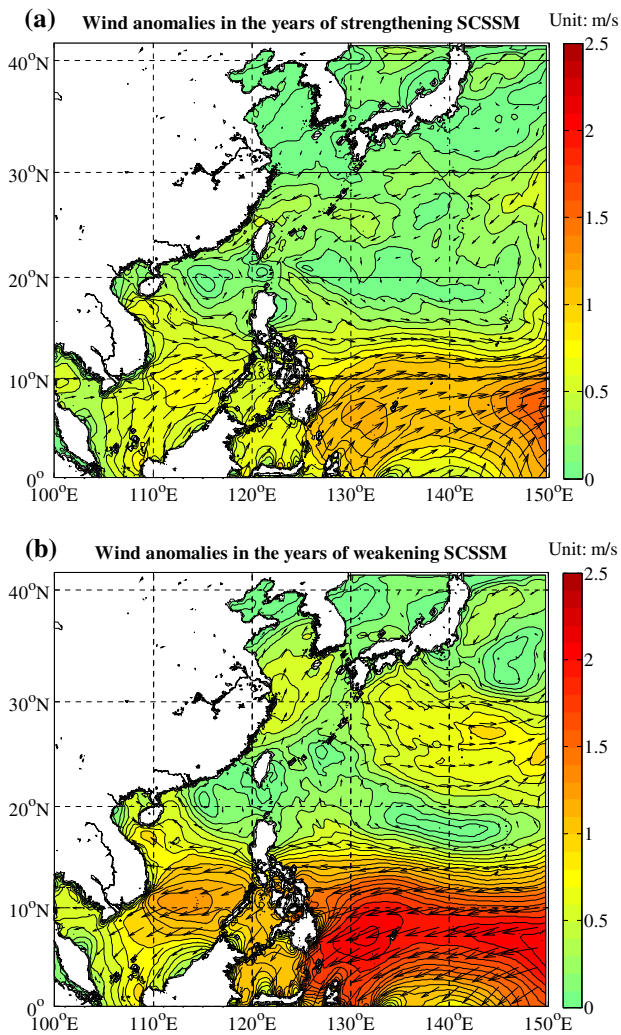 (a) Wind anomalies in the years of strengthening SCSSM Unit: m/s
2.5
40°N
2
30°N
1.5
20°N
1
10°N
0.5
0°
0
100°E 110°E 120°E 130°E 140°E 150°E
(b) Wind anomalies in the years of weakening SCSSM Unit: m/s
2.5
40°N
2
30°N
1.5
20°N
1
10°N
0.5
0°
0
100°E 110°E 120°E 130°E 140°E 150°E